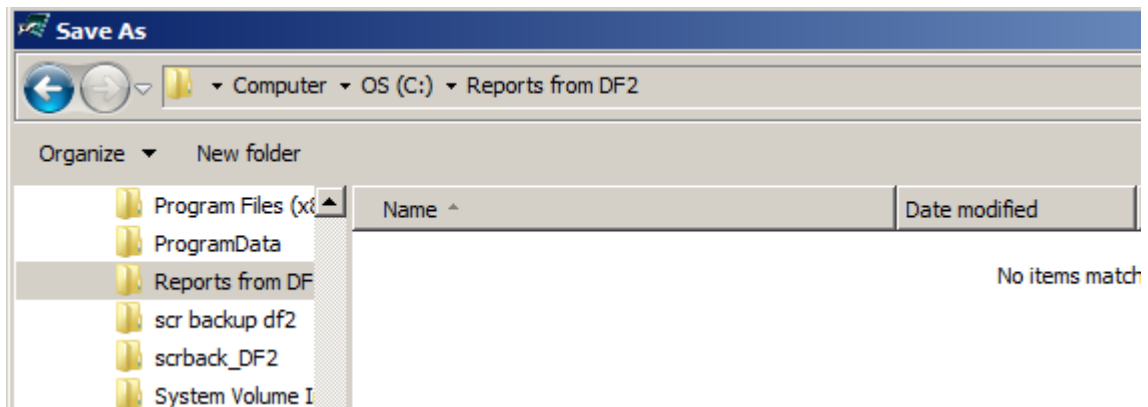 Save As
Computer OS (C:) Reports from DF2
Organize New folder
Program Files (x8
Name Date modified
ProgramData
Reports from DF
No items match
scr backup df2
scrback_DF2
System Volume I